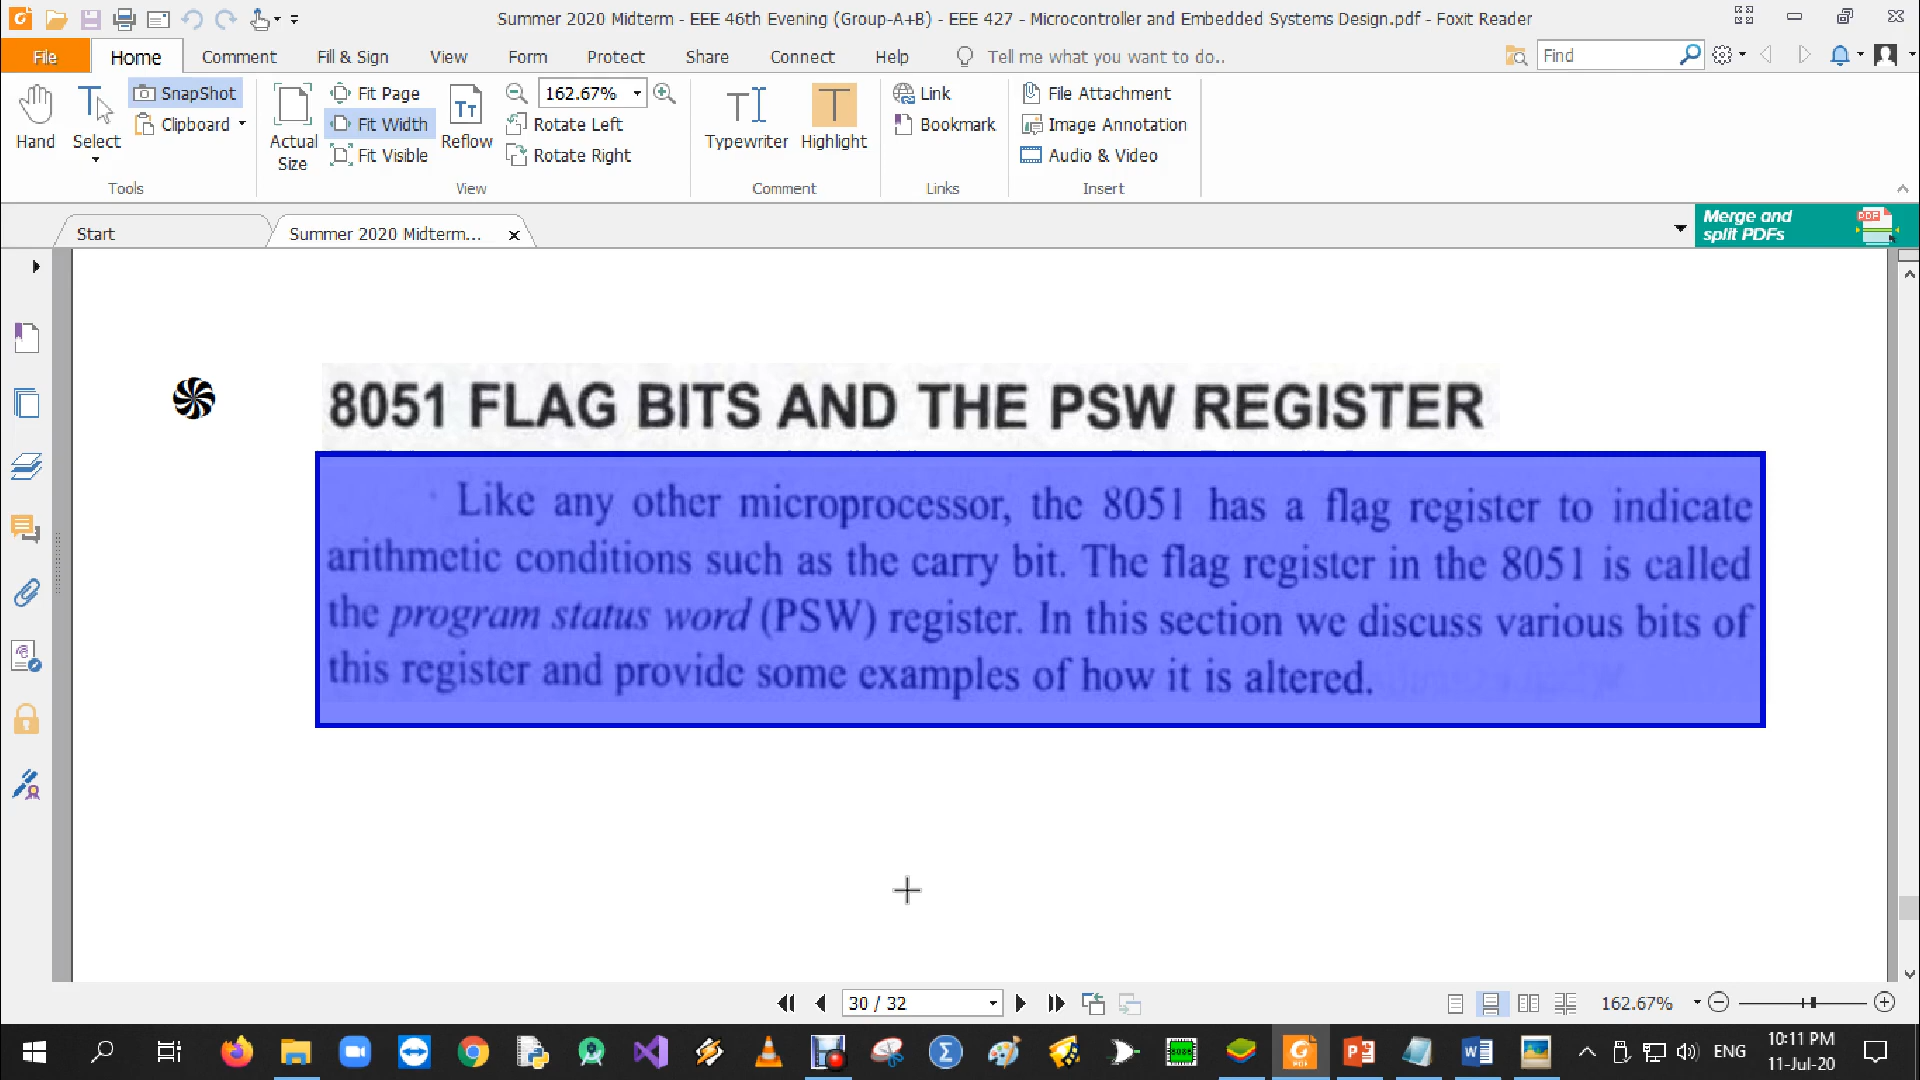 Summer 2020 Midterm - EEE 46th Evening (Group-A+B) - EEE 427 - Microcontroller and Embedded Systems Design.pdf - Foxit Reader
File Home Comment Fill & Sign View Form Protect Share Connect Help Tell me what you want to do.. Find
Hand Select SnapShot Clipboard
Tools
Actual Size Fit Page Fit Width Fit Visible Reflow 162.67% Rotate Left Rotate Right
View
Typewriter Highlight
Comment
Link Bookmark
Links
File Attachment Image Annotation Audio & Video
Insert
Start Summer 2020 Midterm... Merge and split PDFs
8051 FLAG BITS AND THE PSW REGISTER
Like any other microprocessor, the 8051 has a flag register to indicate
arithmetic conditions such as the carry bit. The flag register in the 8051 is called
the program status word (PSW) register. In this section we discuss various bits of
this register and provide some examples of how it is altered.
30 / 32 162.67%
10:11 PM
ENG
11-Jul-20